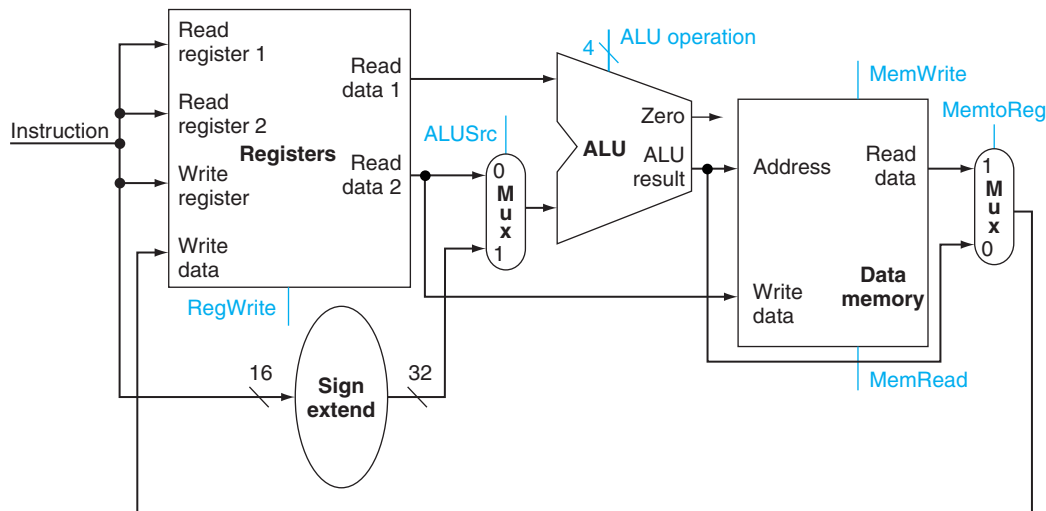 Instruction
Read
register 1
Read
register 2
Write
register
Write
data
Registers
Read
data 1
Read
data 2
RegWrite
16
Sign
extend
32
ALUSrc
0
Mux
1
4
ALU operation
Zero
ALU
ALU
result
MemWrite
Address
Read
data
Write
data
Data
memory
MemRead
MemtoReg
1
Mux
0